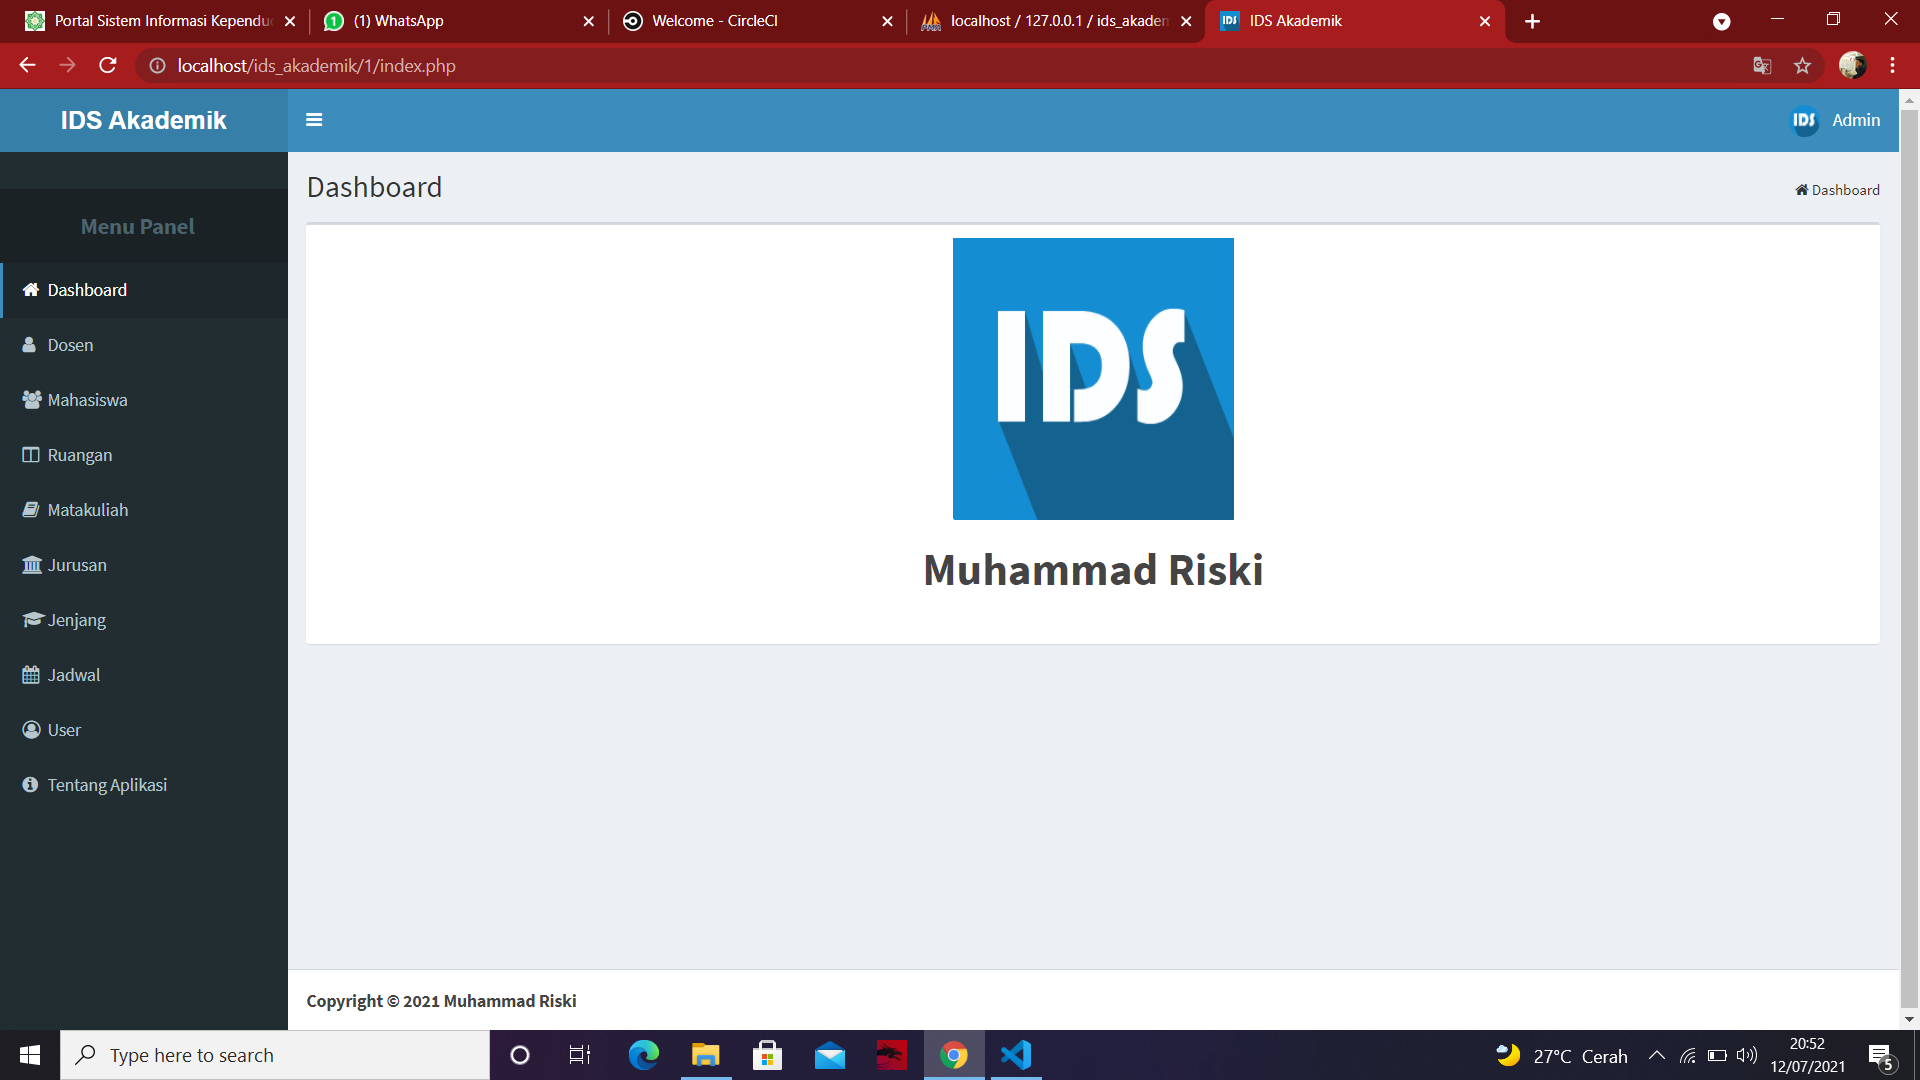 Portal Sistem Informasi Kependu
(1) WhatsApp
Welcome - CircleCI
localhost / 127.0.0.1 / ids_akadem
IDS Akademik
localhost/ids_akademik/1/index.php
IDS Akademik
IDS
Admin
Menu Panel
Dashboard
Dosen
Mahasiswa
Ruangan
Matakuliah
Jurusan
Jenjang
Jadwal
User
Tentang Aplikasi
Dashboard
Dashboard
IDS
Muhammad Riski
Copyright © 2021 Muhammad Riski
Type here to search
27°C Cerah
20:52
12/07/2021
5